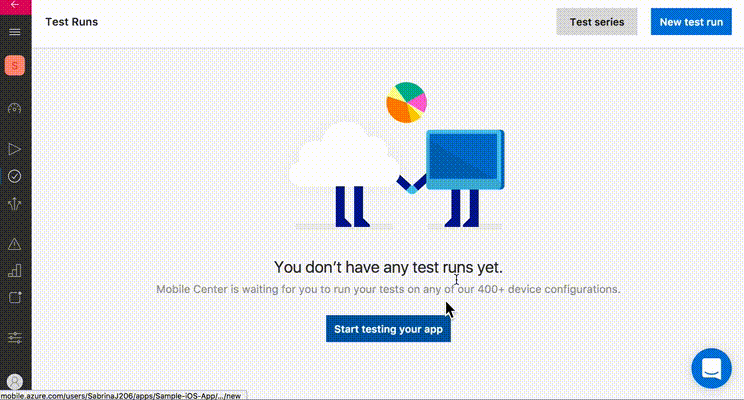 Test Runs
Test series
New test run
S
You don't have any test runs yet.
Mobile Center is waiting for you to run your tests on any of our 400+ device configurations.
Start testing your app
mobile.azure.com/users/SabrinaJ206/apps/Sample-iOS-App/.../new